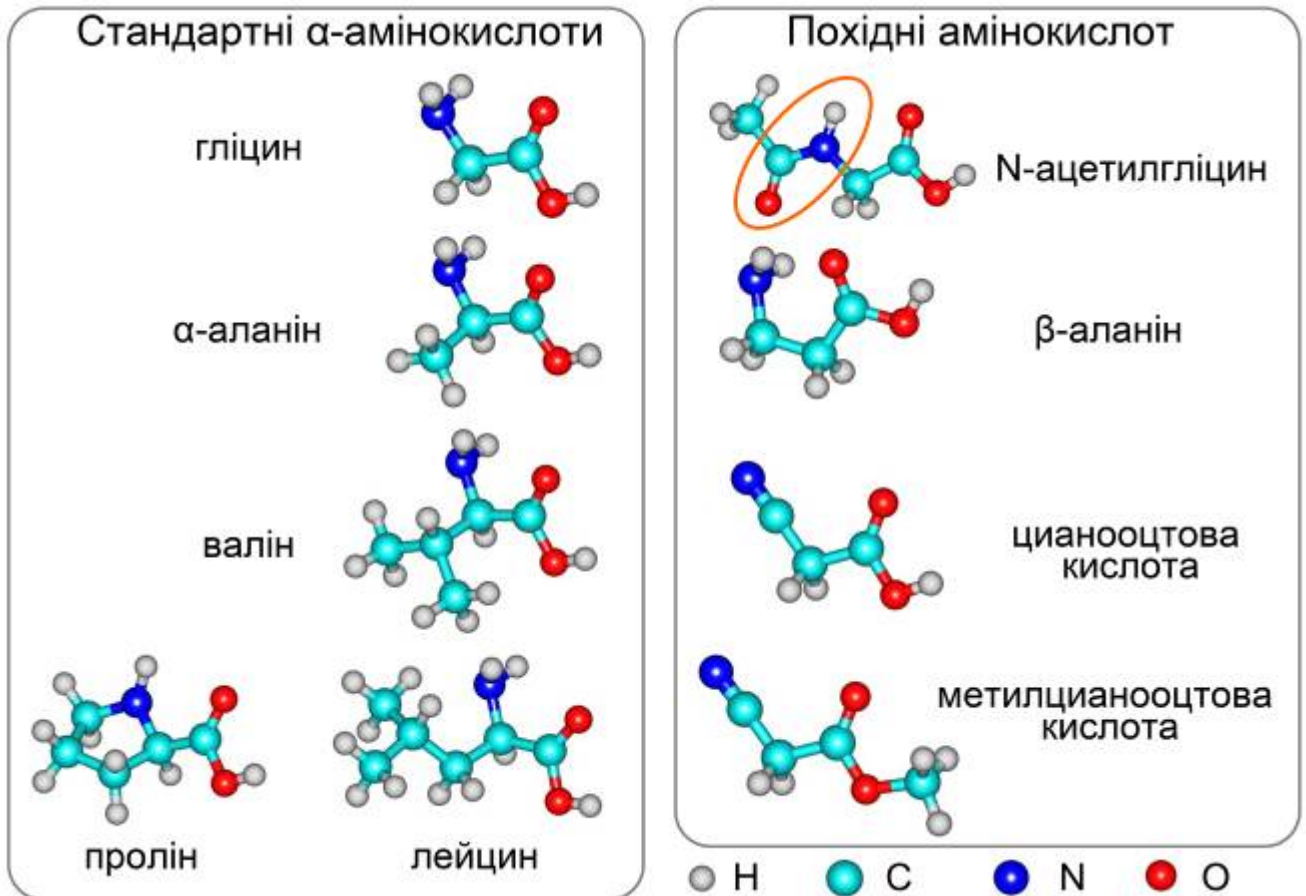 Стандартні α-амінокислоти
гліцин
α-аланін
валін
пролін
лейцин
Похідні амінокислот
N-ацетилгліцин
β-аланін
цианооцтова
кислота
метилцианооцтова
кислота
H C N O